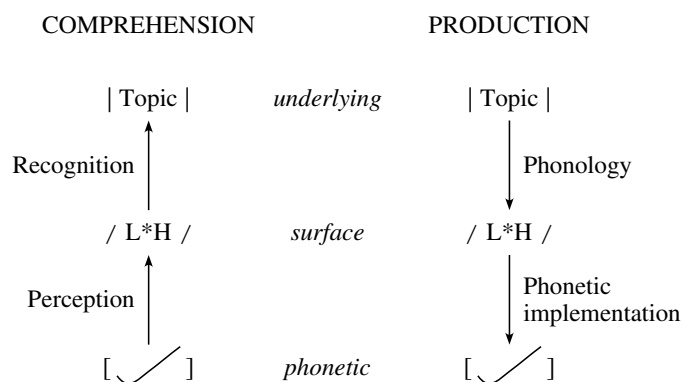 COMPREHENSION PRODUCTION
| Topic | underlying | Topic |
Recognition Phonology
/ L*H / surface / L*H /
Perception Phonetic
implementation
[ ] phonetic [ ]